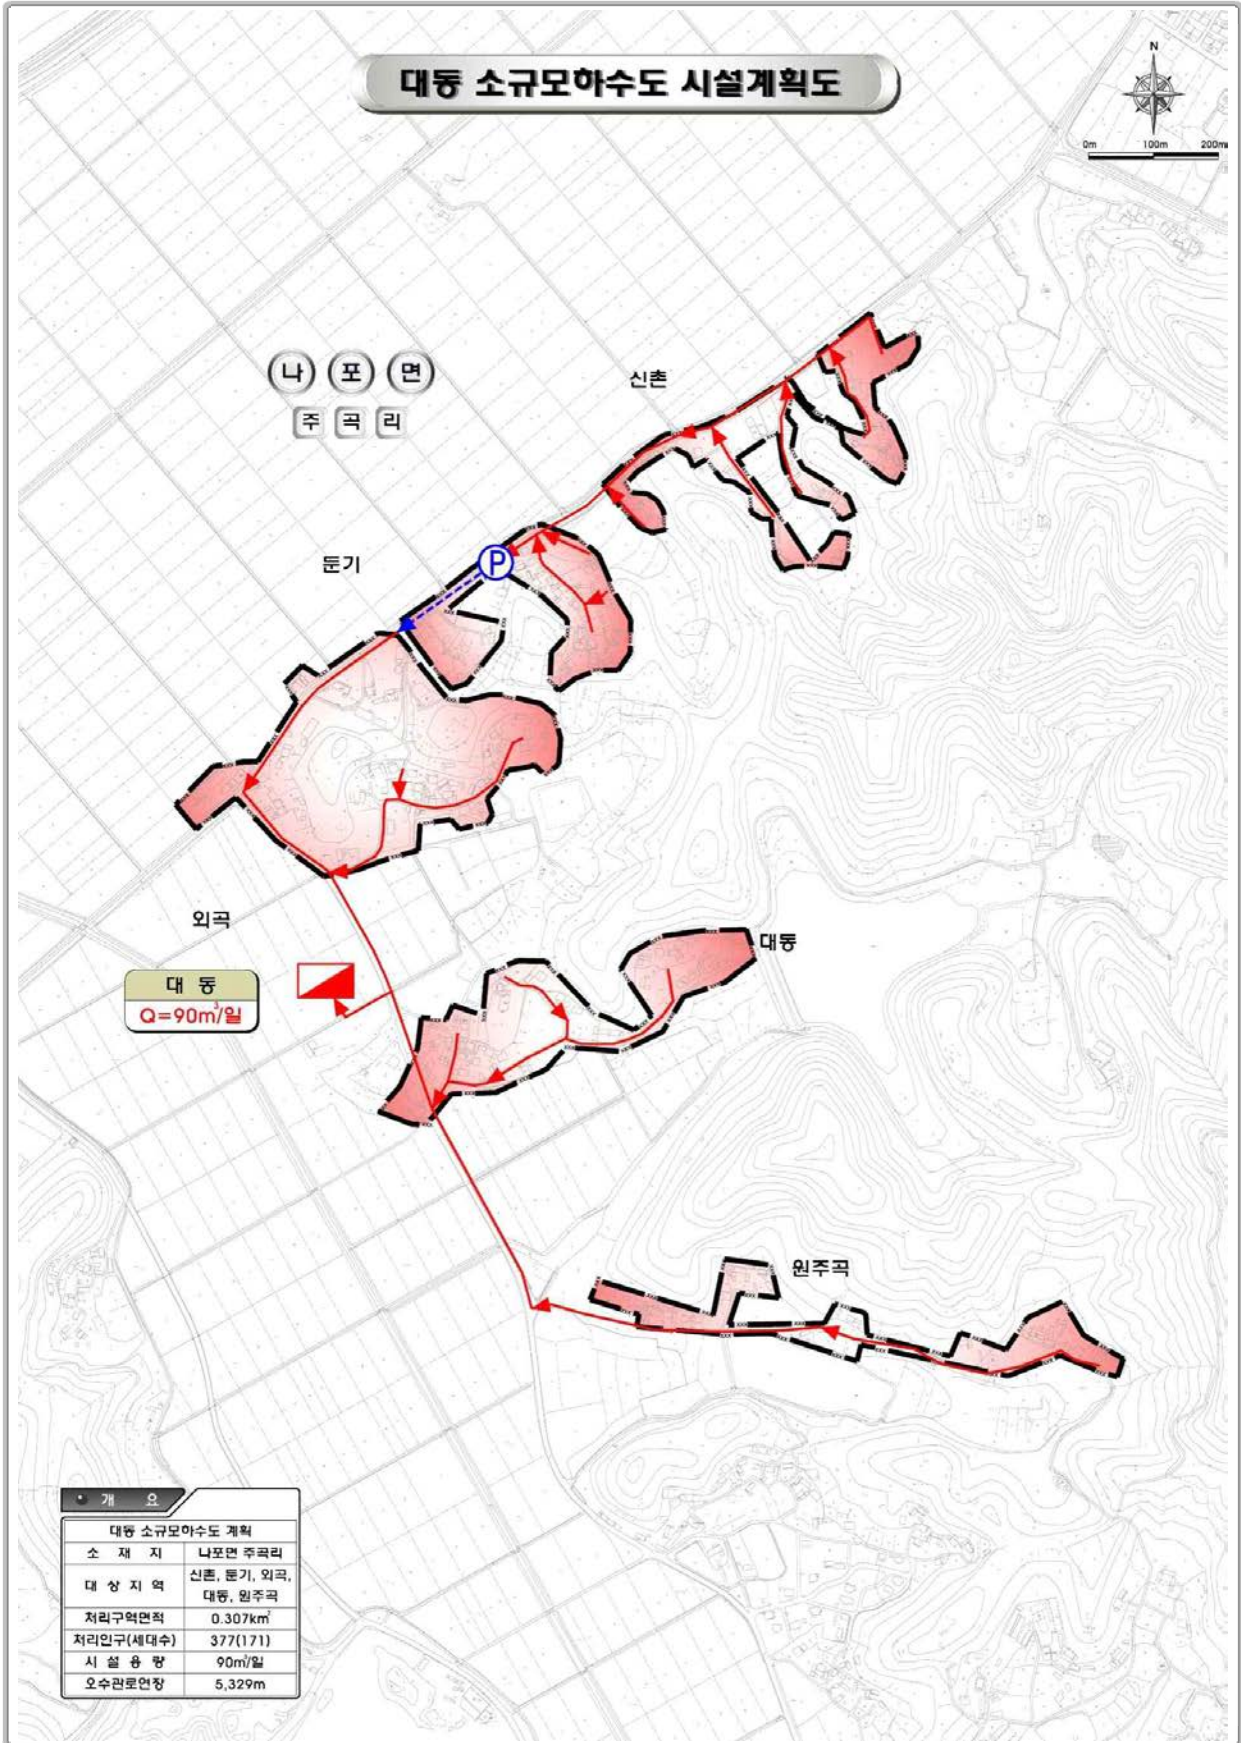 대동 소규모하수도 시설계획도
N
0m 100m 200m
나 포 면
주 곡 리
신촌
둔기
P
외곡
대동
대 동
Q=90m³/일
원주곡
개 요
대동 소규모하수도 계획
소 재 지 나포면 주곡리
대 상 지 역 신촌, 둔기, 외곡,
대동, 원주곡
처리구역면적 0.307km²
처리인구(세대수) 377(171)
시 설 용 량 90m³/일
오수관로연장 5,329m